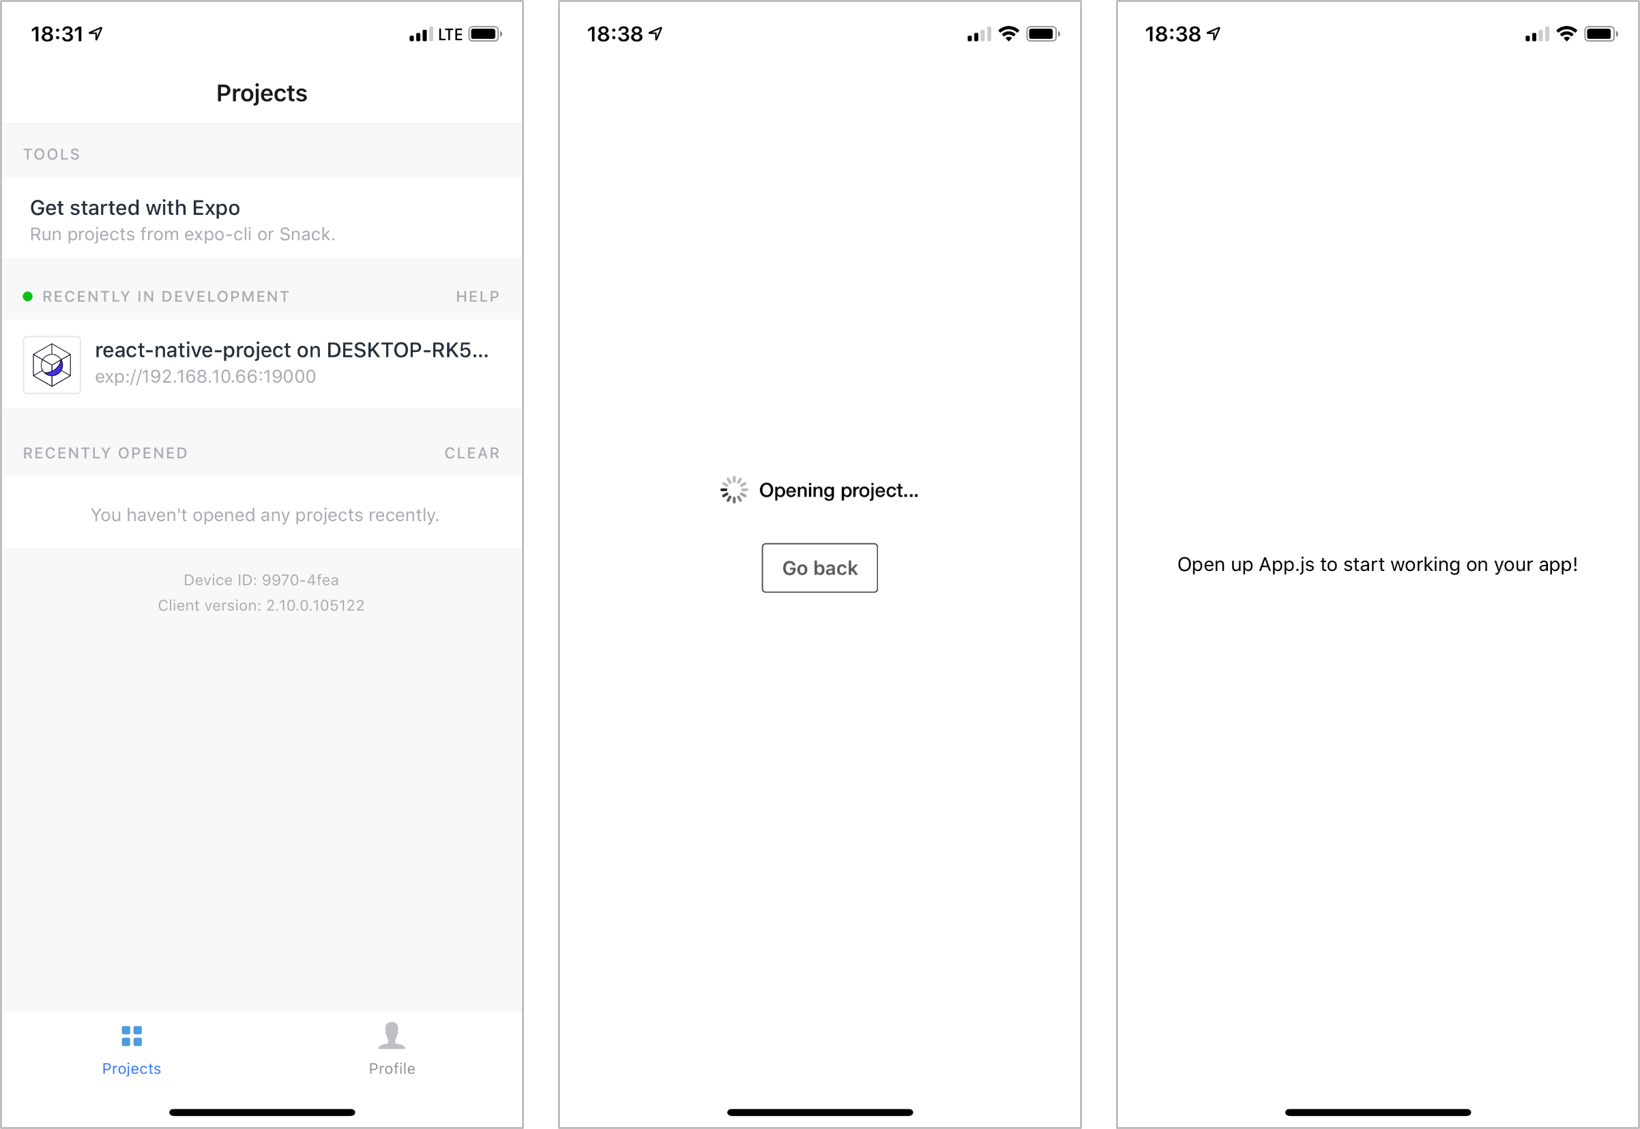 18:31
LTE
Projects
TOOLS
Get started with Expo
Run projects from expo-cli or Snack.
RECENTLY IN DEVELOPMENT HELP
react-native-project on DESKTOP-RK5...
exp://192.168.10.66:19000
RECENTLY OPENED CLEAR
You haven't opened any projects recently.
Device ID: 9970-4fea
Client version: 2.10.0.105122
Projects Profile
18:38
Opening project...
Go back
18:38
Open up App.js to start working on your app!